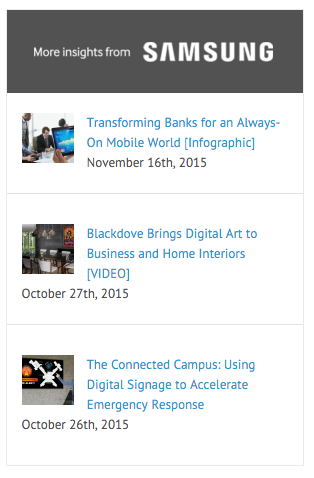 More insights from SAMSUNG
Transforming Banks for an Always-
On Mobile World [Infographic]
November 16th, 2015
Blackdove Brings Digital Art to
Business and Home Interiors
[VIDEO]
October 27th, 2015
The Connected Campus: Using
Digital Signage to Accelerate
Emergency Response
October 26th, 2015